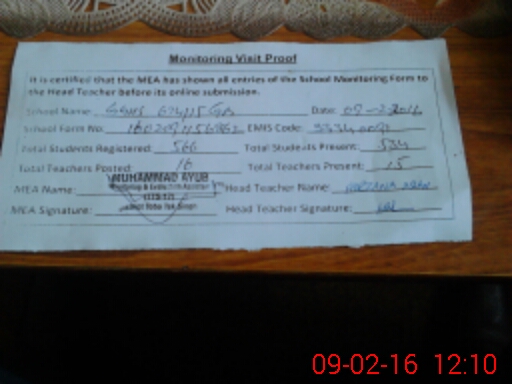 Monitoring Visit Proof
It is certified that the MEA has shown all entries of the School Monitoring Form to
the Head Teacher before its online submission.
School Name: Date: 09-2-2016
School Form No. EMIS Code:
Total Students Registered: 566 Total Students Present: 534
Total Teachers Posted: 16 Total Teachers Present: 15
MUHAMMAD AYUB
MEA Name: Head Teacher Name:
MEA Signature: Head Teacher Signature:
09-02-16 12:10